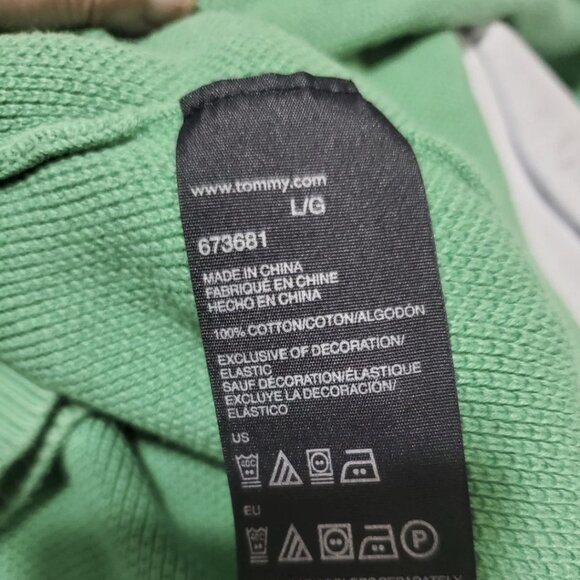 www.tommy.com
L/G
673681
MADE IN CHINA
FABRIQUÉ EN CHINE
HECHO EN CHINA
100% COTTON/COTON/ALGODÓN
EXCLUSIVE OF DECORATION/
ELASTIC
SAUF DÉCORATION/ÉLASTIQUE
EXCLUYE LA DECORACIÓN/
ELÁSTICO
US
40C
EU
P